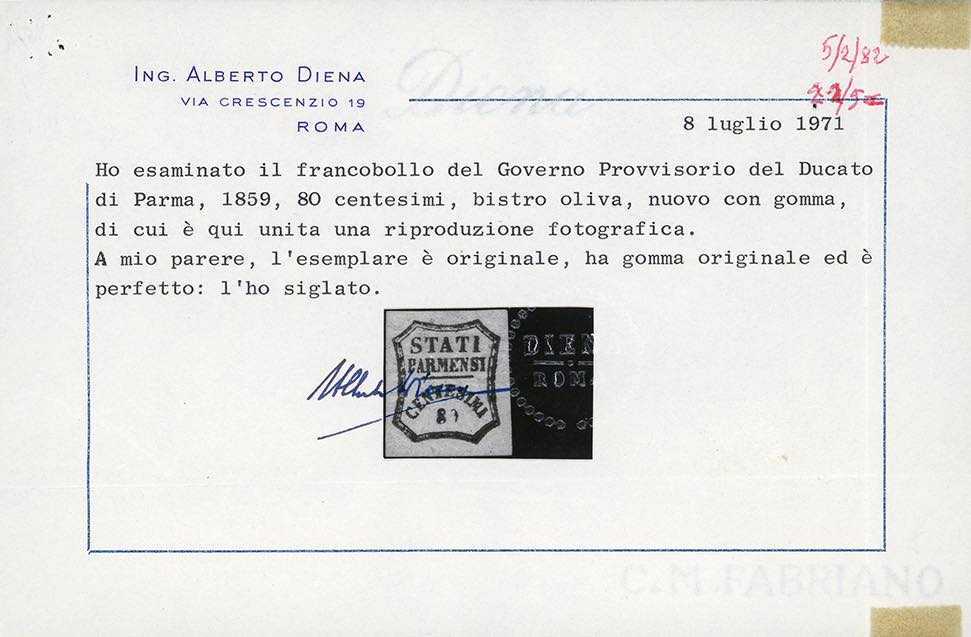 ING. ALBERTO DIENA
VIA CRESCENZIO 19
ROMA
Diena
5/2/82
8 luglio 1971
Ho esaminato il francobollo del Governo Provvisorio del Ducato
di Parma, 1859, 80 centesimi, bistro oliva, nuovo con gomma,
di cui è qui unita una riproduzione fotografica.
A mio parere, l'esemplare è originale, ha gomma originale ed è
perfetto: l'ho siglato.
STATI
PARMENSI
CENTESIMI
80
DIEN
ROMA
C.M.FABRIANO